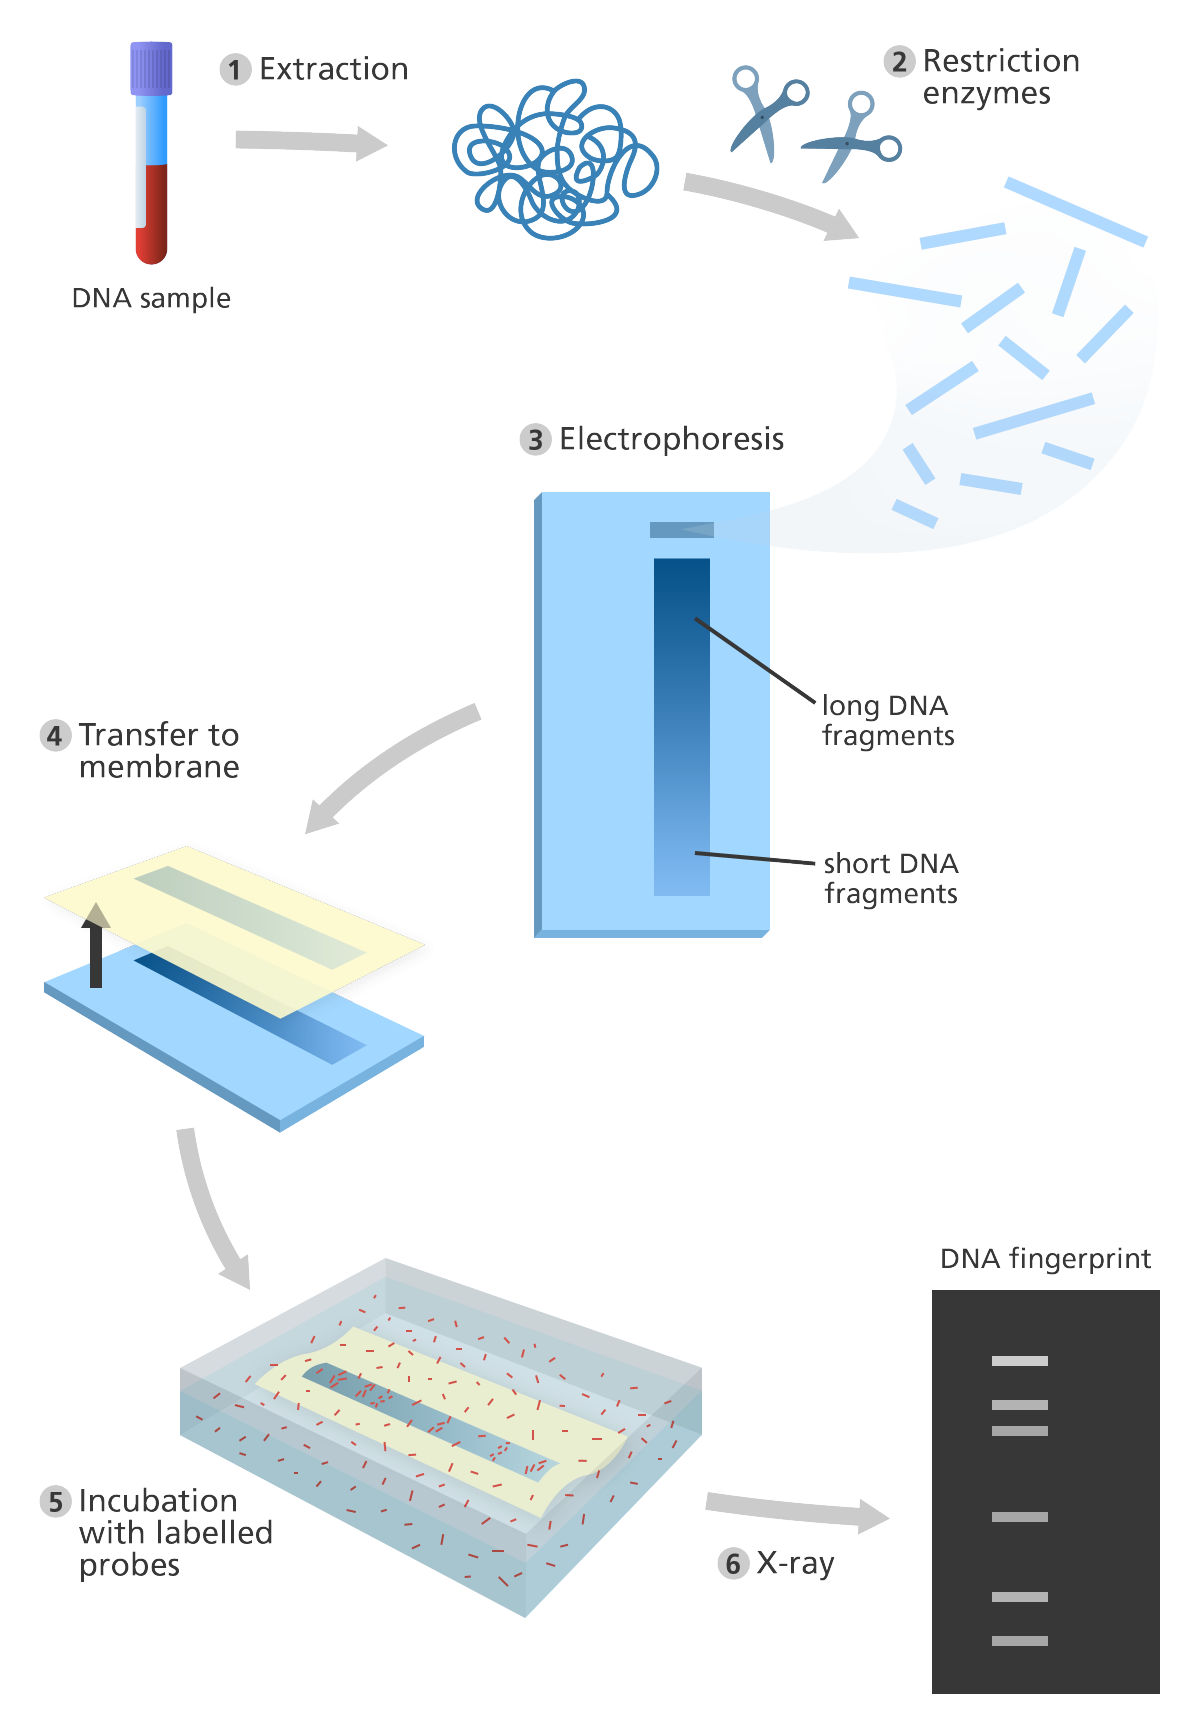 1 Extraction
DNA sample
2 Restriction
enzymes
3 Electrophoresis
long DNA
fragments
short DNA
fragments
4 Transfer to
membrane
5 Incubation
with labelled
probes
6 X-ray
DNA fingerprint